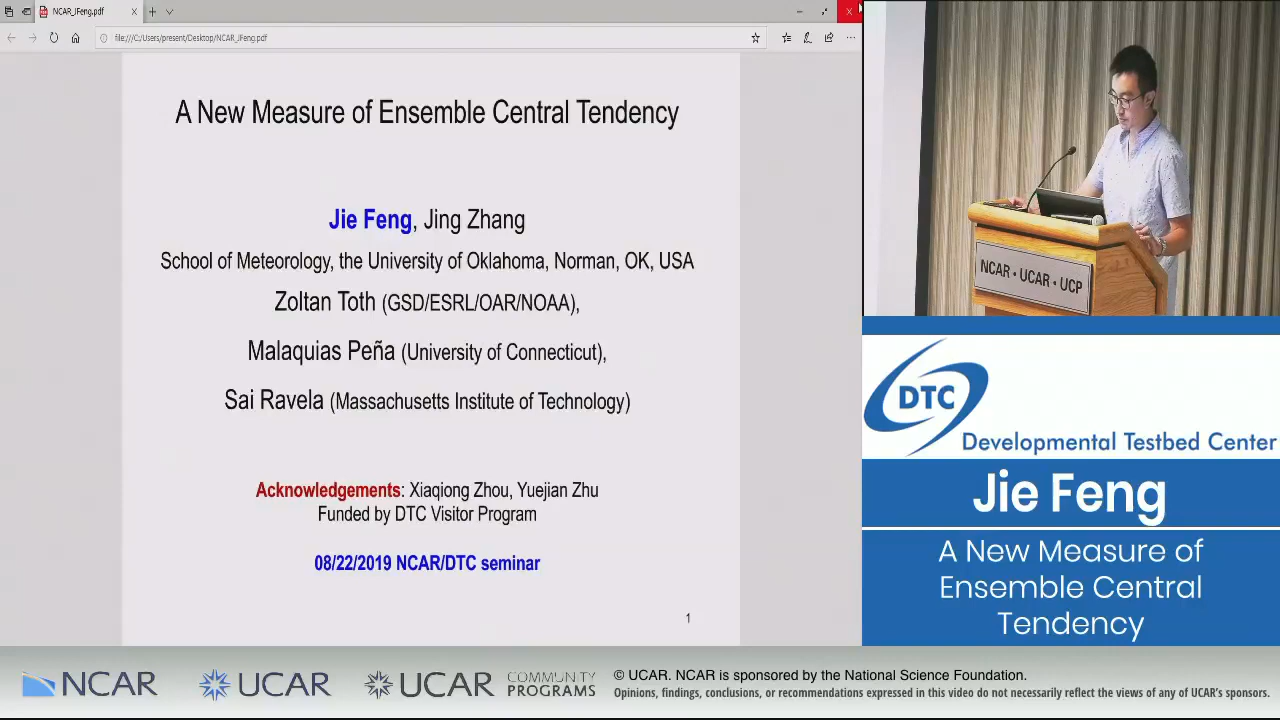 NCAR_JFeng.pdf
file:///C:/Users/present/Desktop/NCAR_JFeng.pdf
A New Measure of Ensemble Central Tendency
Jie Feng, Jing Zhang
School of Meteorology, the University of Oklahoma, Norman, OK, USA
Zoltan Toth (GSD/ESRL/OAR/NOAA),
Malaquias Peña (University of Connecticut),
Sai Ravela (Massachusetts Institute of Technology)
Acknowledgements: Xiaqiong Zhou, Yuejian Zhu
Funded by DTC Visitor Program
08/22/2019 NCAR/DTC seminar
1
NCAR • UCAR • UCP
DTC
Developmental Testbed Center
Jie Feng
A New Measure of
Ensemble Central
Tendency
NCAR
UCAR
UCAR COMMUNITY PROGRAMS
© UCAR. NCAR is sponsored by the National Science Foundation.
Opinions, findings, conclusions, or recommendations expressed in this video do not necessarily reflect the views of any of UCAR's sponsors.